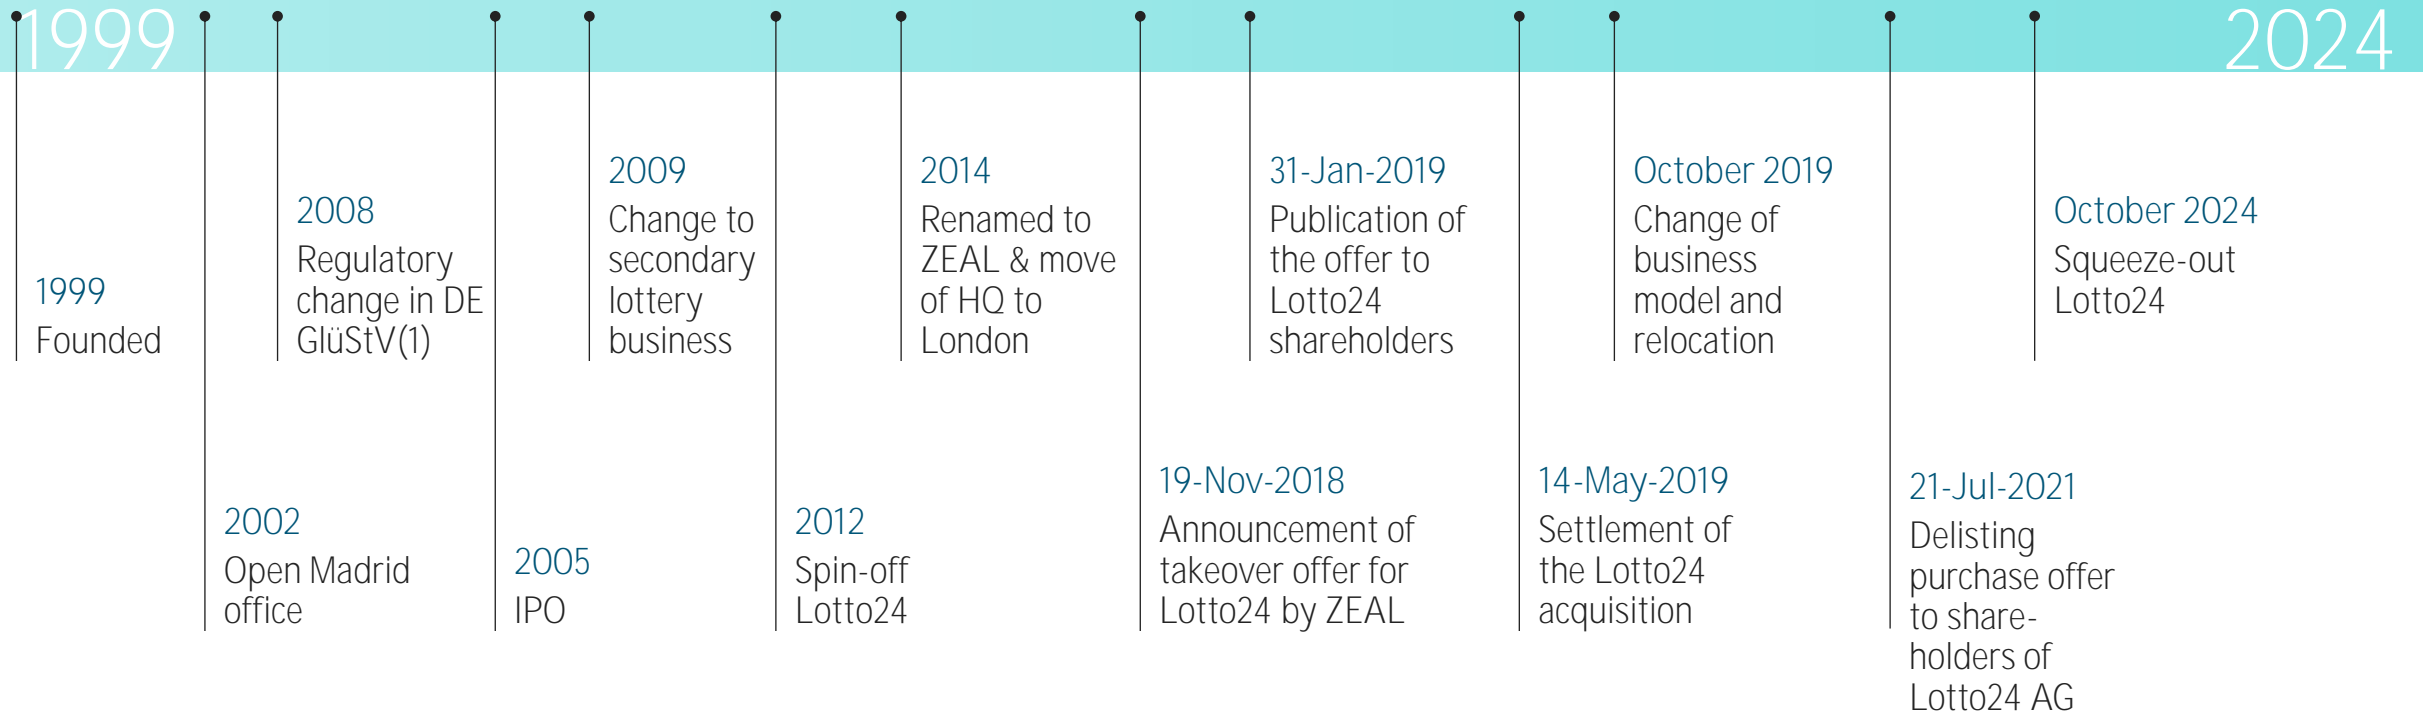 1999
2024
1999
Founded
2002
Open Madrid
office
2008
Regulatory
change in DE
GlüStV(1)
2005
IPO
2009
Change to
secondary
lottery
business
2012
Spin-off
Lotto24
2014
Renamed to
ZEAL & move
of HQ to
London
19-Nov-2018
Announcement of
takeover offer for
Lotto24 by ZEAL
31-Jan-2019
Publication of
the offer to
Lotto24
shareholders
14-May-2019
Settlement of
the Lotto24
acquisition
October 2019
Change of
business
model and
relocation
21-Jul-2021
Delisting
purchase offer
to share-
holders of
Lotto24 AG
October 2024
Squeeze-out
Lotto24